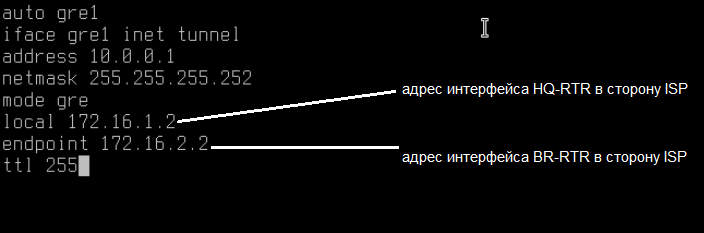 auto gre1
iface gre1 inet tunnel
address 10.0.0.1
netmask 255.255.255.252
mode gre
local 172.16.1.2
адрес интерфейса HQ-RTR в сторону ISP
endpoint 172.16.2.2
адрес интерфейса BR-RTR в сторону ISP
ttl 255